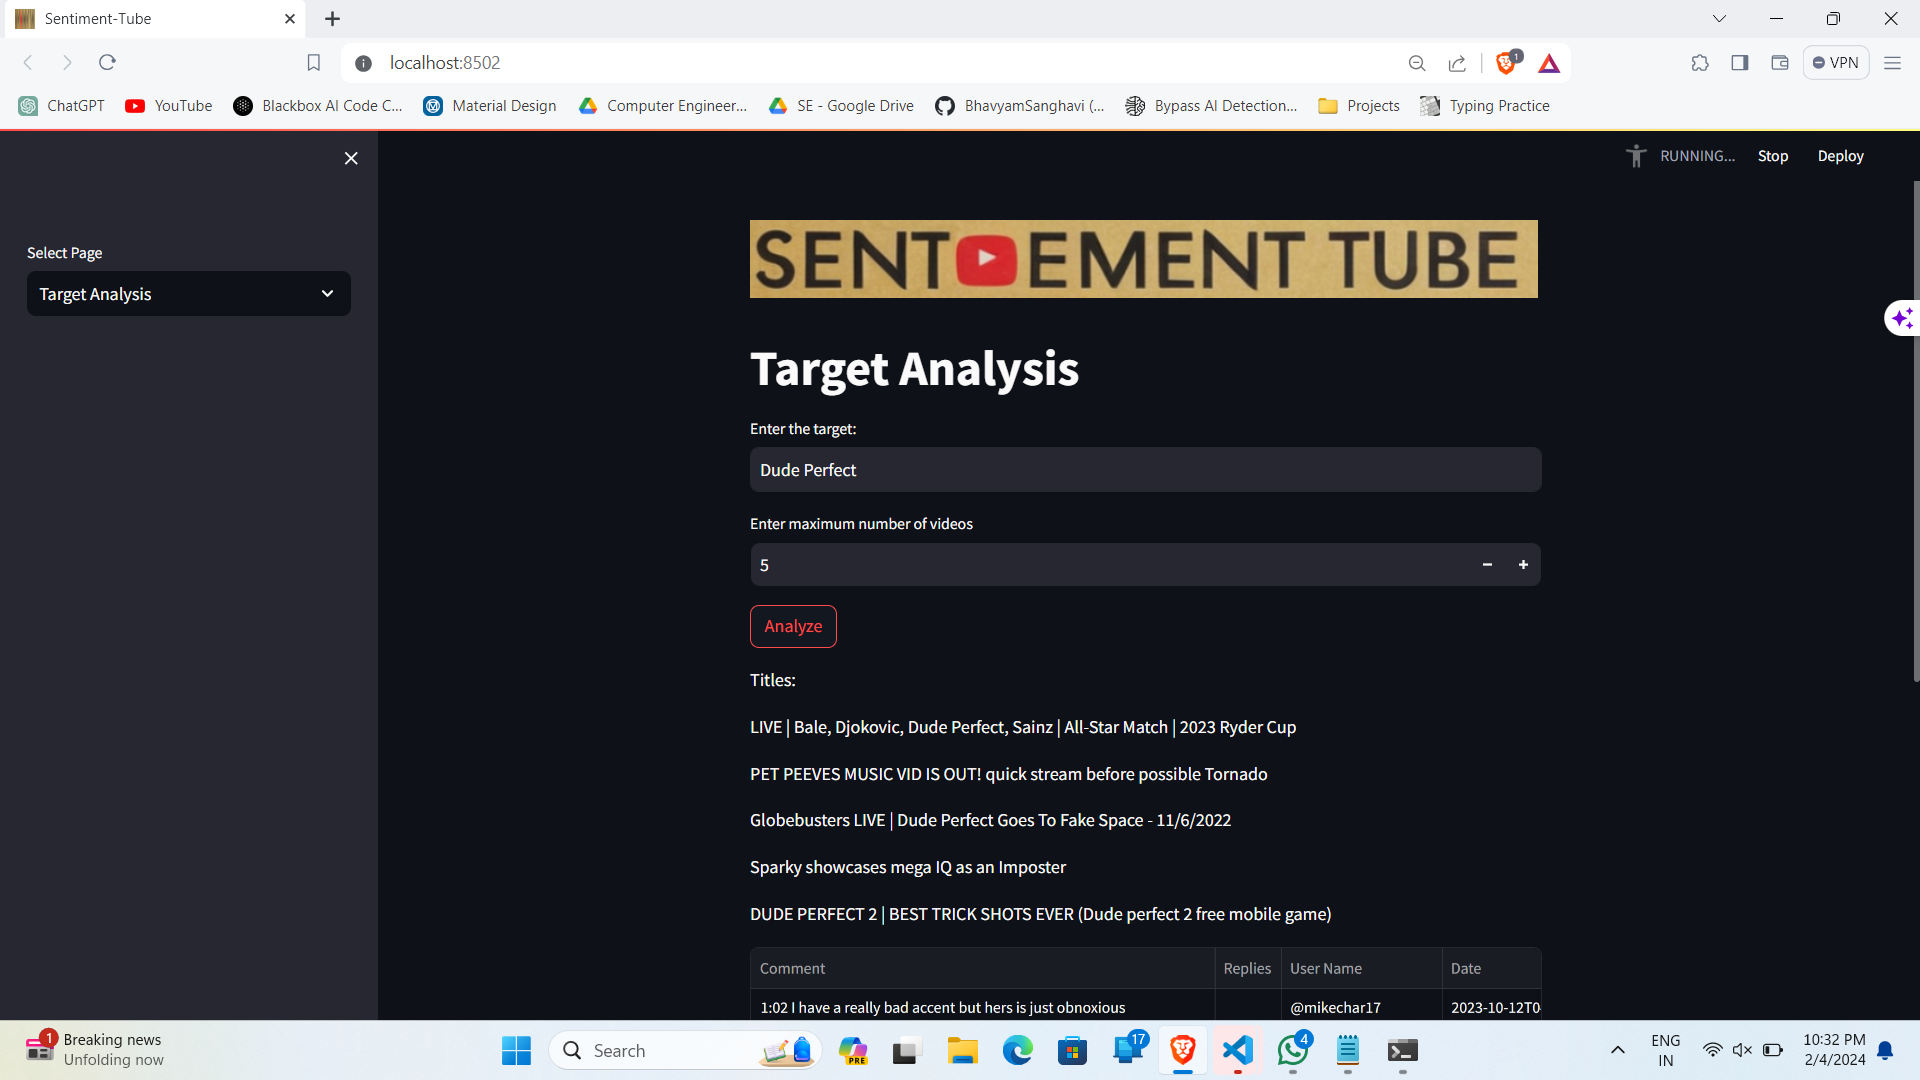 Sentiment-Tube
localhost:8502
1
VPN
ChatGPT
YouTube
Blackbox AI Code C...
Material Design
Computer Engineer...
SE - Google Drive
BhavyamSanghavi (...
Bypass AI Detection...
Projects
Typing Practice
RUNNING...
Stop
Deploy
Select Page
Target Analysis
SENT EMENT TUBE
Target Analysis
Enter the target:
Dude Perfect
Enter maximum number of videos
5
Analyze
Titles:
LIVE | Bale, Djokovic, Dude Perfect, Sainz | All-Star Match | 2023 Ryder Cup
PET PEEVES MUSIC VID IS OUT! quick stream before possible Tornado
Globebusters LIVE | Dude Perfect Goes To Fake Space - 11/6/2022
Sparky showcases mega IQ as an Imposter
DUDE PERFECT 2 | BEST TRICK SHOTS EVER (Dude perfect 2 free mobile game)
Comment Replies User Name Date
1:02 I have a really bad accent but hers is just obnoxious @mikechar17 2023-10-12T0
1
Breaking news
Unfolding now
Search
PRE
17
4
ENG
IN
10:32 PM
2/4/2024